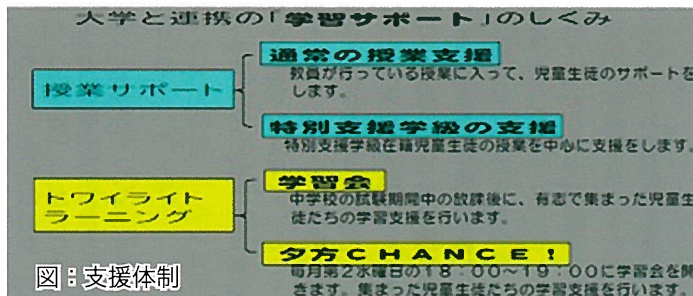 大学と連携の「学習サポート」のしくみ
授業サポート
通常の授業支援
教員が行っている授業に入って、児童生徒のサポートを
します。
特別支援学級の支援
特別支援学級在籍児童生徒の授業を中心に支援をします。
トワイライト
ラーニング
学習会
中学校の試験期間中の放課後に、有志で集まった児童生
徒たちの学習支援を行います。
夕方CHANCE!
毎月第2水曜日の18:00~19:00に学習会を開
きます。集まった児童生徒たちの学習支援を行います。
図:支援体制